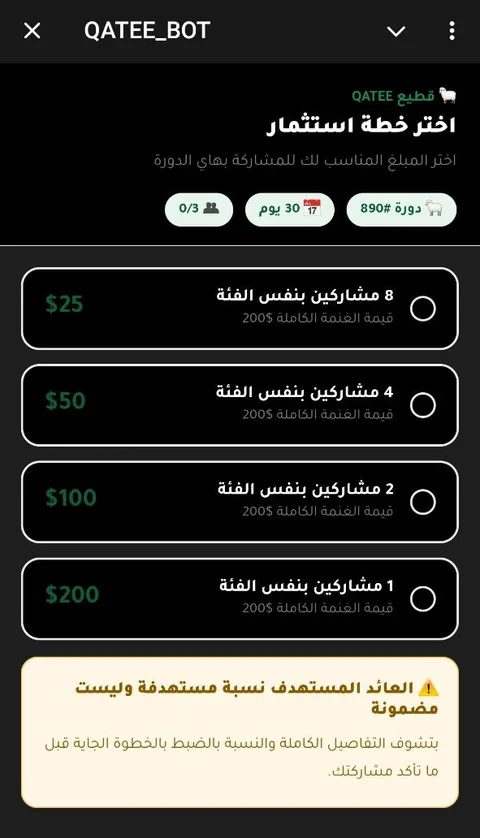 QATEE_BOT
قطيع QATEE
اختر خطة استثمار
اختر المبلغ المناسب لك للمشاركة بهاي الدورة
دورة #890
30 يوم
0/3
8 مشاركين بنفس الفئة
قيمة الغنمة الكاملة $200
$25
4 مشاركين بنفس الفئة
قيمة الغنمة الكاملة $200
$50
2 مشاركين بنفس الفئة
قيمة الغنمة الكاملة $200
$100
1 مشاركين بنفس الفئة
قيمة الغنمة الكاملة $200
$200
⚠️ العائد المستهدف نسبة مستهدفة وليست
مضمونة
بتشوف التفاصيل الكاملة والنسبة بالضبط بالخطوة الجاية قبل
ما تأكد مشاركتك.